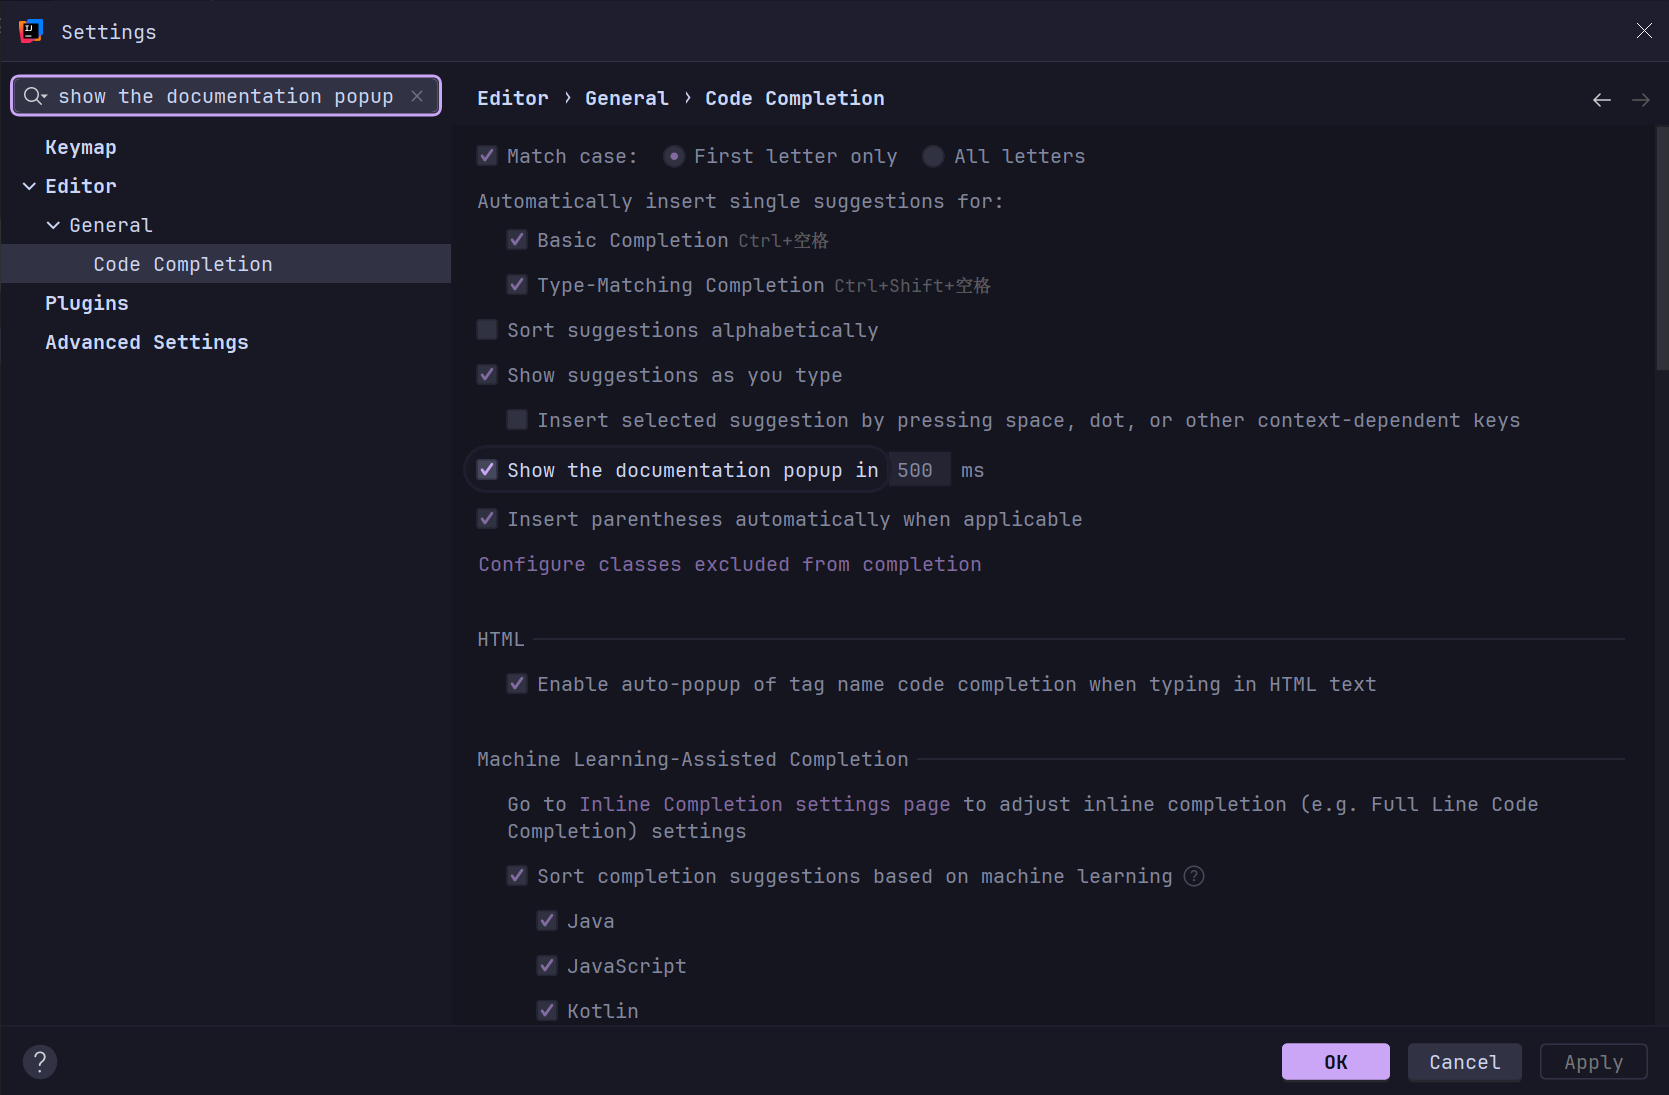 Settings
show the documentation popup
Keymap
Editor
General
Code Completion
Plugins
Advanced Settings
Editor › General › Code Completion
Match case: First letter only All letters
Automatically insert single suggestions for:
Basic Completion Ctrl+空格
Type-Matching Completion Ctrl+Shift+空格
Sort suggestions alphabetically
Show suggestions as you type
Insert selected suggestion by pressing space, dot, or other context-dependent keys
Show the documentation popup in 500 ms
Insert parentheses automatically when applicable
Configure classes excluded from completion
HTML
Enable auto-popup of tag name code completion when typing in HTML text
Machine Learning-Assisted Completion
Go to Inline Completion settings page to adjust inline completion (e.g. Full Line Code
Completion) settings
Sort completion suggestions based on machine learning ?
Java
JavaScript
Kotlin
? OK Cancel Apply